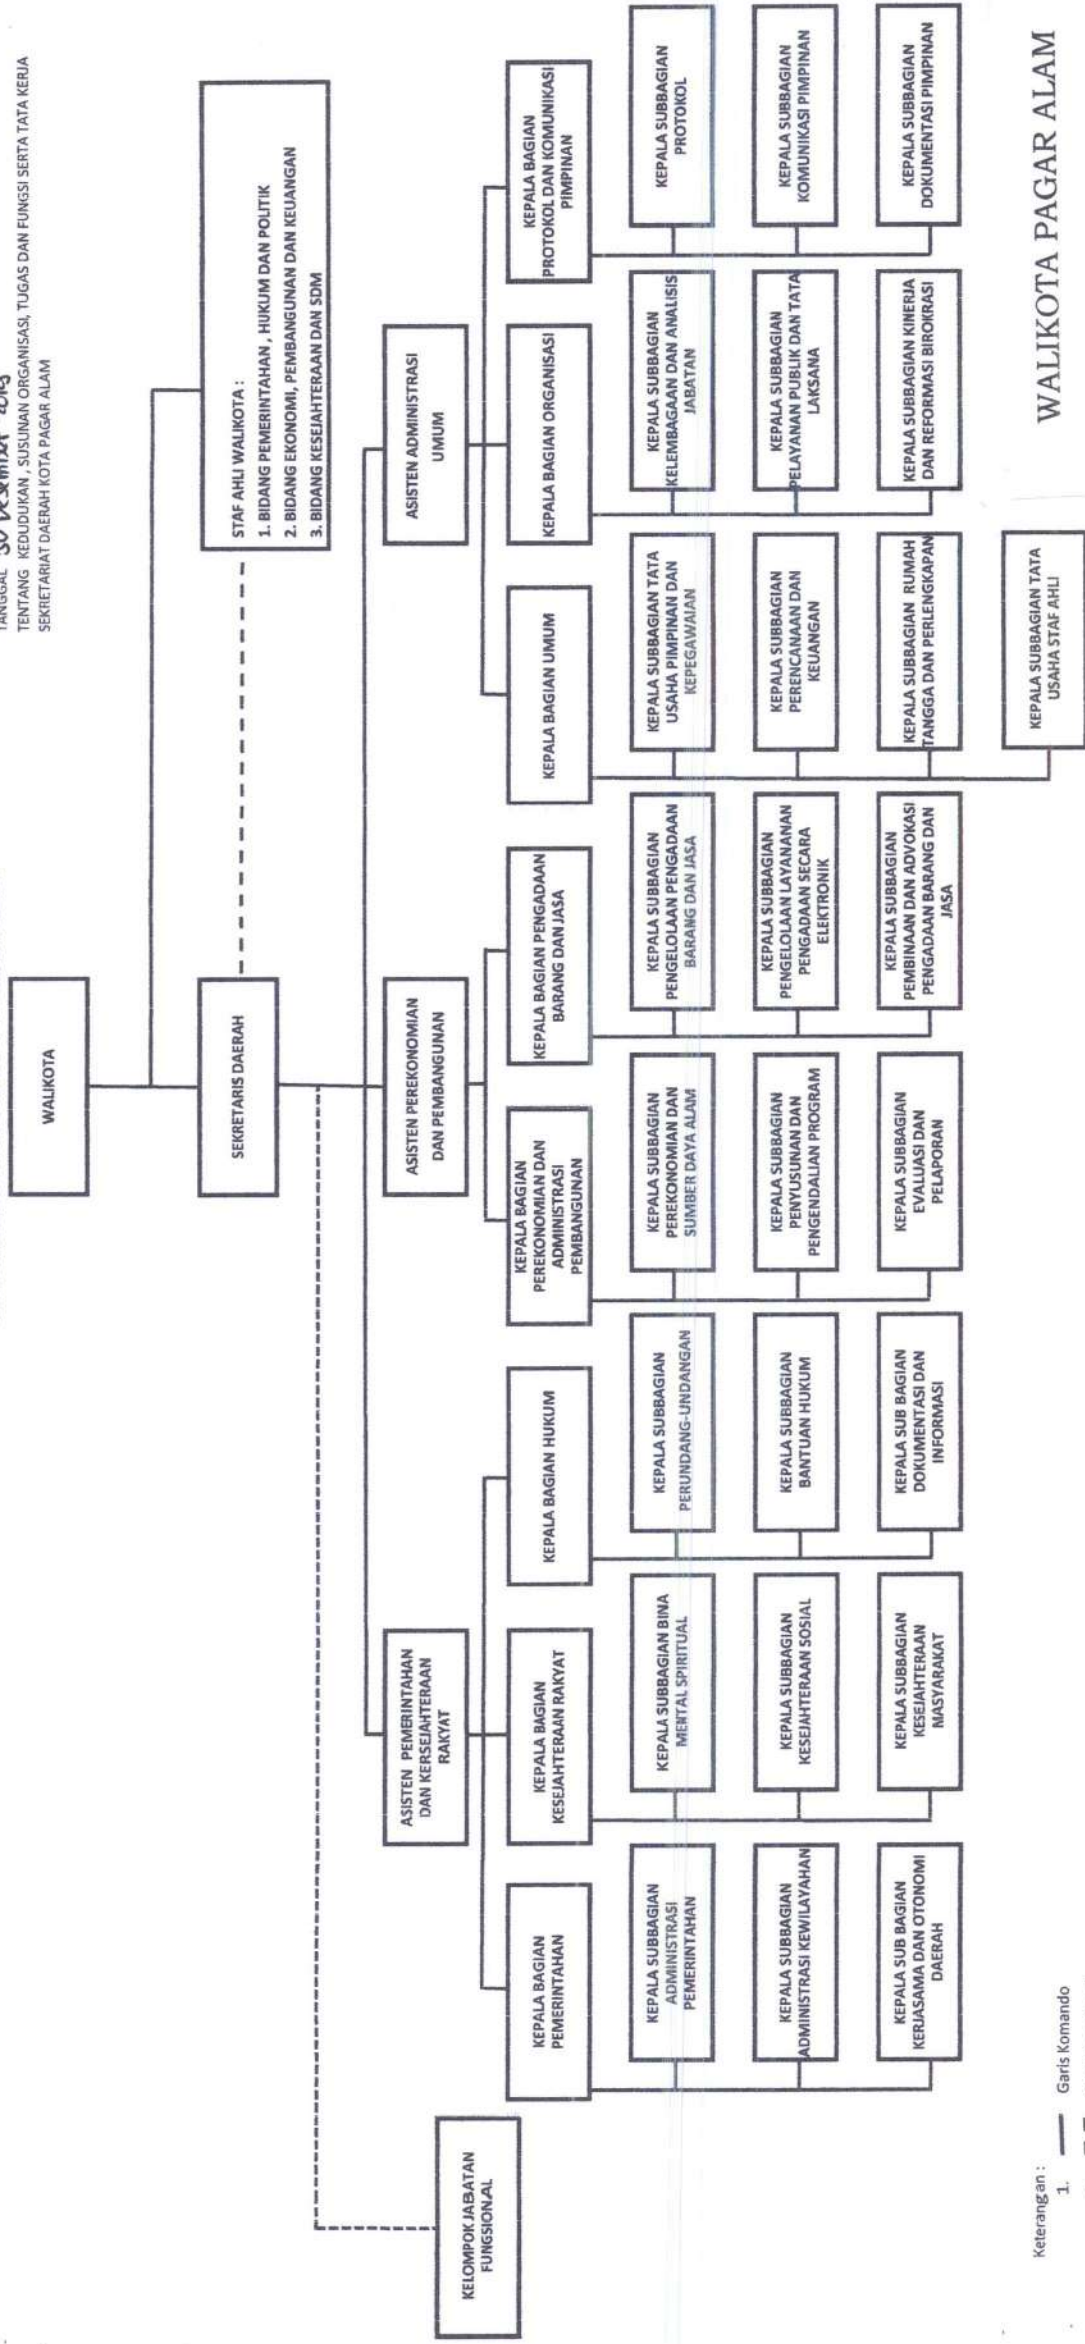 TANGGAL 30 DESEMBER 2019
TENTANG KEDUDUKAN, SUSUNAN ORGANISASI, TUGAS DAN FUNGSI SERTA TATA KERJA
SEKRETARIAT DAERAH KOTA PAGAR ALAM
WALIKOTA
SEKRETARIS DAERAH
STAF AHLI WALIKOTA :
1. BIDANG PEMERINTAHAN , HUKUM DAN POLITIK
2. BIDANG EKONOMI, PEMBANGUNAN DAN KEUANGAN
3. BIDANG KESEJAHTERAAN DAN SDM
KELOMPOK JABATAN
FUNGSIONAL
ASISTEN PEMERINTAHAN
DAN KERSEJAHTERAAN
RAKYAT
ASISTEN PEREKONOMIAN
DAN PEMBANGUNAN
ASISTEN ADMINISTRASI
UMUM
KEPALA BAGIAN
PEMERINTAHAN
KEPALA BAGIAN
KESEJAHTERAAN RAKYAT
KEPALA BAGIAN HUKUM
KEPALA BAGIAN
PEREKONOMIAN DAN
ADMINISTRASI
PEMBANGUNAN
KEPALA BAGIAN PENGADAAN
BARANG DAN JASA
KEPALA BAGIAN UMUM
KEPALA BAGIAN ORGANISASI
KEPALA BAGIAN
PROTOKOL DAN KOMUNIKASI
PIMPINAN
KEPALA SUBBAGIAN
ADMINISTRASI
PEMERINTAHAN
KEPALA SUBBAGIAN BINA
MENTAL SPIRITUAL
KEPALA SUBBAGIAN
PERUNDANG-UNDANGAN
KEPALA SUBBAGIAN
PEREKONOMIAN DAN
SUMBER DAYA ALAM
KEPALA SUBBAGIAN
PENGELOLAAN PENGADAAN
BARANG DAN JASA
KEPALA SUBBAGIAN TATA
USAHA PIMPINAN DAN
KEPEGAWAIAN
KEPALA SUBBAGIAN
KELEMBAGAAN DAN ANALISIS
JABATAN
KEPALA SUBBAGIAN
PROTOKOL
KEPALA SUBBAGIAN
ADMINISTRASI KEWILAYAHAN
KEPALA SUBBAGIAN
KESEJAHTERAAN SOSIAL
KEPALA SUBBAGIAN
BANTUAN HUKUM
KEPALA SUBBAGIAN
PENYUSUNAN DAN
PENGENDALIAN PROGRAM
KEPALA SUBBAGIAN
PENGELOLAAN LAYANANAN
PENGADAAN SECARA
ELEKTRONIK
KEPALA SUBBAGIAN
PERENCANAAN DAN
KEUANGAN
KEPALA SUBBAGIAN
PELAYANAN PUBLIK DAN TATA
LAKSANA
KEPALA SUBBAGIAN
KOMUNIKASI PIMPINAN
KEPALA SUB BAGIAN
KERJASAMA DAN OTONOMI
DAERAH
KEPALA SUBBAGIAN
KESEJAHTERAAN
MASYARAKAT
KEPALA SUB BAGIAN
DOKUMENTASI DAN
INFORMASI
KEPALA SUBBAGIAN
EVALUASI DAN
PELAPORAN
KEPALA SUBBAGIAN
PEMBINAAN DAN ADVOKASI
PENGADAAN BARANG DAN
JASA
KEPALA SUBBAGIAN RUMAH
TANGGA DAN PERLENGKAPAN
KEPALA SUBBAGIAN KINERJA
DAN REFORMASI BIROKRASI
KEPALA SUBBAGIAN
DOKUMENTASI PIMPINAN
KEPALA SUBBAGIAN TATA
USAHA STAF AHLI
Keterangan :
1. Garis Komando
WALIKOTA PAGAR ALAM